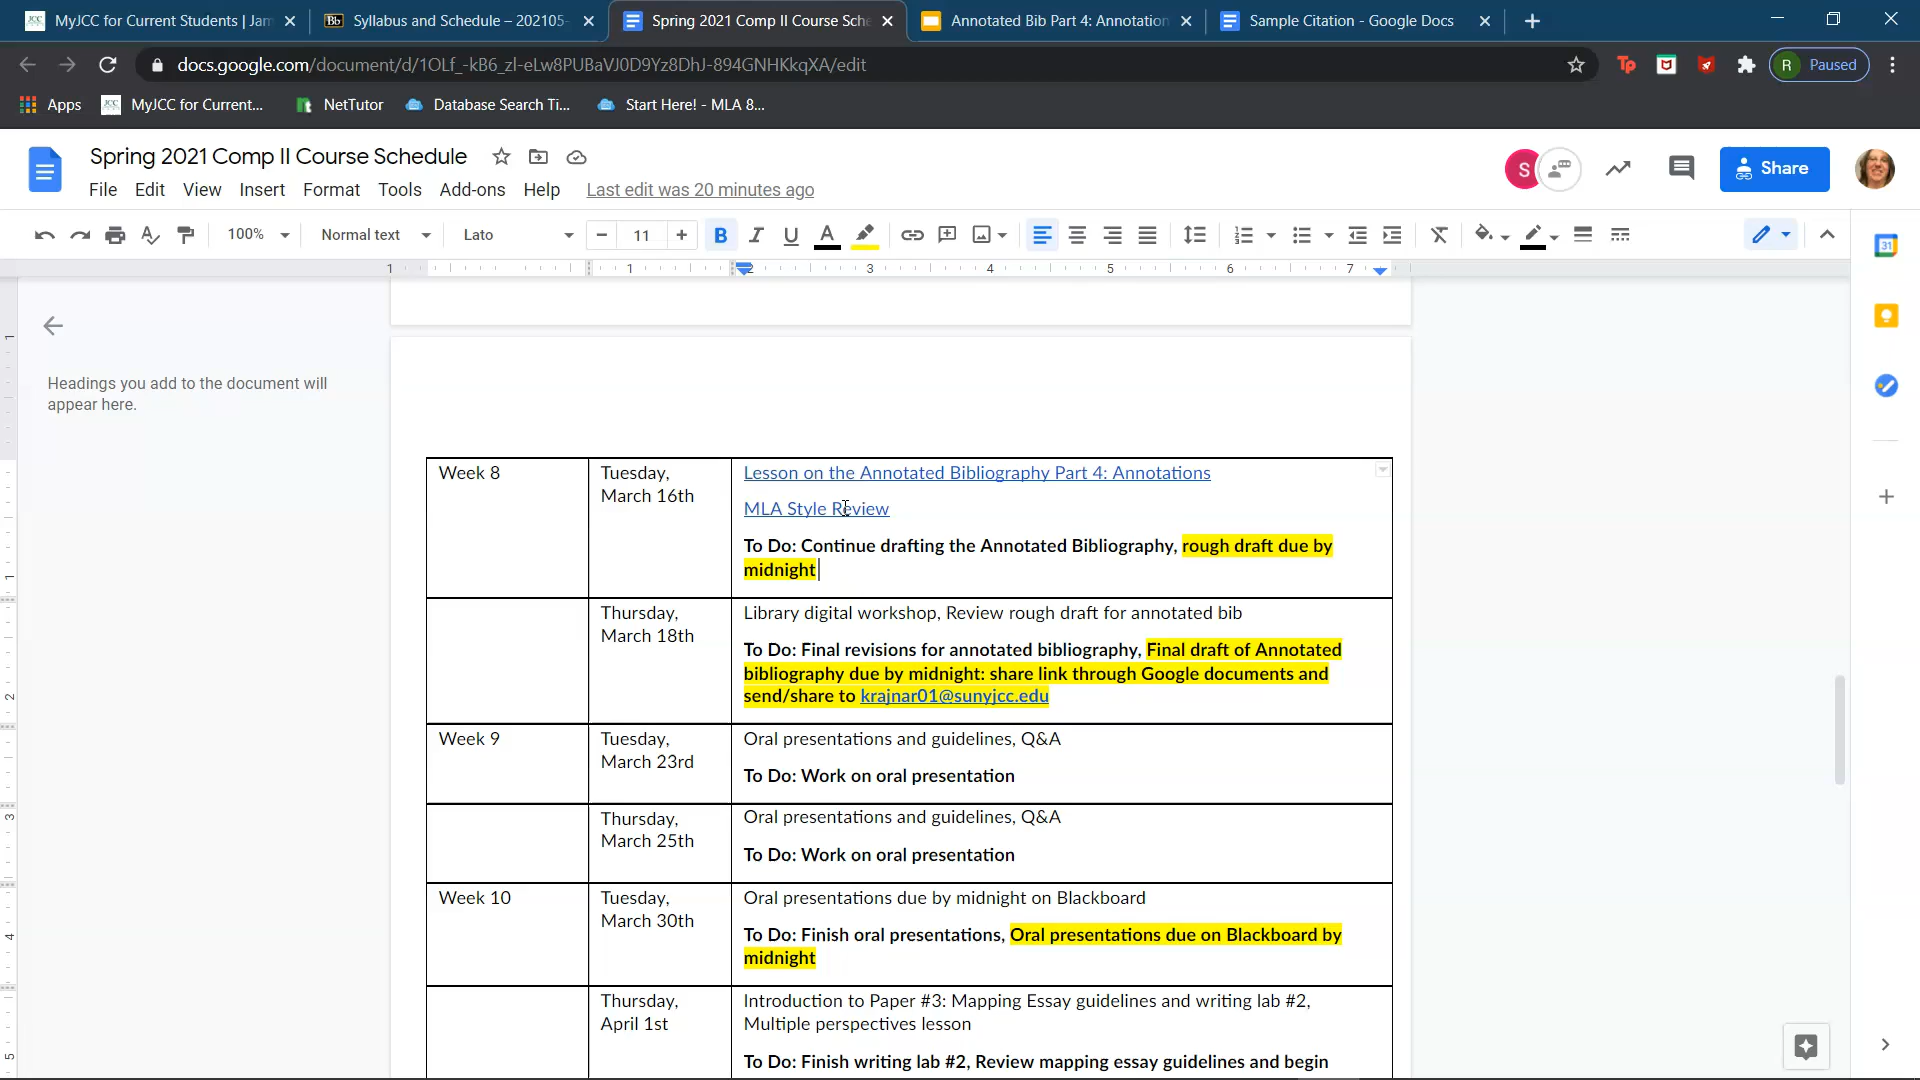 MyJCC for Current Students | Jam
Syllabus and Schedule – 202105-
Spring 2021 Comp II Course Sche
Annotated Bib Part 4: Annotation
Sample Citation - Google Docs
docs.google.com/document/d/1OLf_-kB6_zl-eLw8PUBaVJ0D9Yz8DhJ-894GNHKkqXA/edit
R Paused
Apps
MyJCC for Current...
NetTutor
Database Search Ti...
Start Here! - MLA 8...
Spring 2021 Comp II Course Schedule
S
Share
File Edit View Insert Format Tools Add-ons Help Last edit was 20 minutes ago
100% Normal text Lato 11
1 1 2 3 4 5 6 7
Headings you add to the document will
appear here.
Week 8
Tuesday,
March 16th
Lesson on the Annotated Bibliography Part 4: Annotations
MLA Style Review
To Do: Continue drafting the Annotated Bibliography, rough draft due by
midnight
Thursday,
March 18th
Library digital workshop, Review rough draft for annotated bib
To Do: Final revisions for annotated bibliography, Final draft of Annotated
bibliography due by midnight: share link through Google documents and
send/share to krajnar01@sunyjcc.edu
Week 9
Tuesday,
March 23rd
Oral presentations and guidelines, Q&A
To Do: Work on oral presentation
Thursday,
March 25th
Oral presentations and guidelines, Q&A
To Do: Work on oral presentation
Week 10
Tuesday,
March 30th
Oral presentations due by midnight on Blackboard
To Do: Finish oral presentations, Oral presentations due on Blackboard by
midnight
Thursday,
April 1st
Introduction to Paper #3: Mapping Essay guidelines and writing lab #2,
Multiple perspectives lesson
To Do: Finish writing lab #2, Review mapping essay guidelines and begin